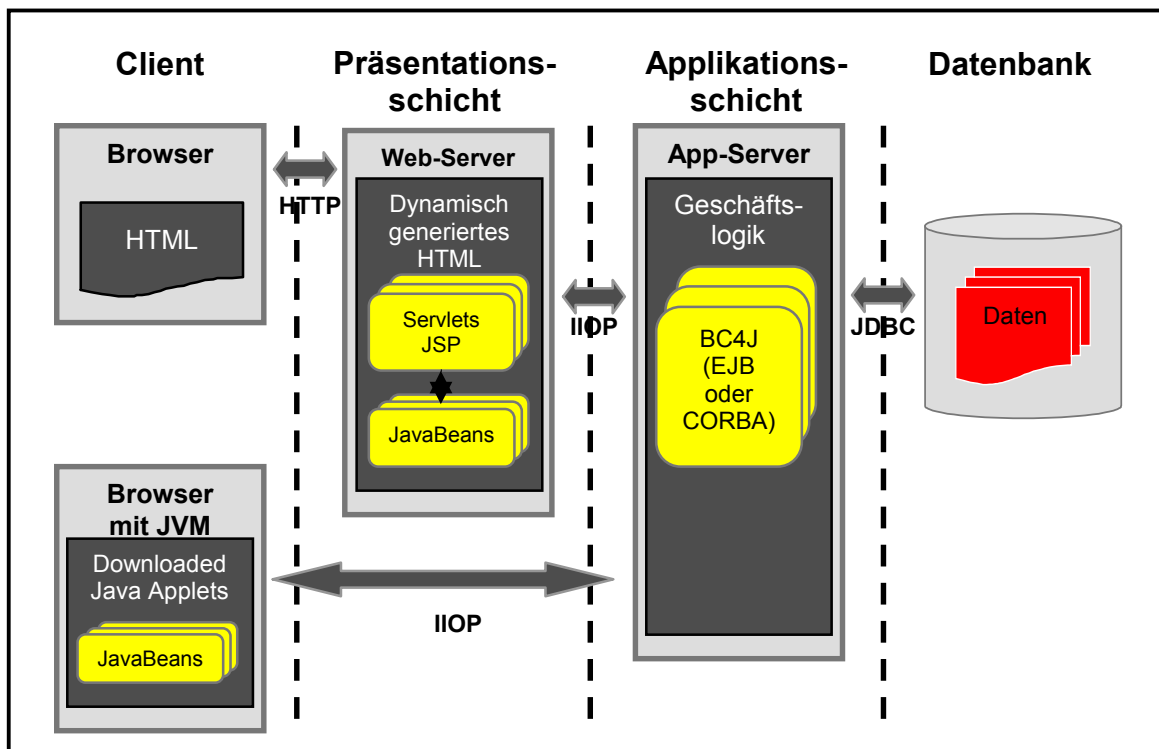 Client
Präsentations-
schicht
Applikations-
schicht
Datenbank
Browser
HTML
HTTP
Web-Server
Dynamisch
generiertes
HTML
Servlets
JSP
JavaBeans
IIOP
App-Server
Geschäfts-
logik
BC4J
(EJB
oder
CORBA)
JDBC
Daten
Browser
mit JVM
Downloaded
Java Applets
JavaBeans
IIOP